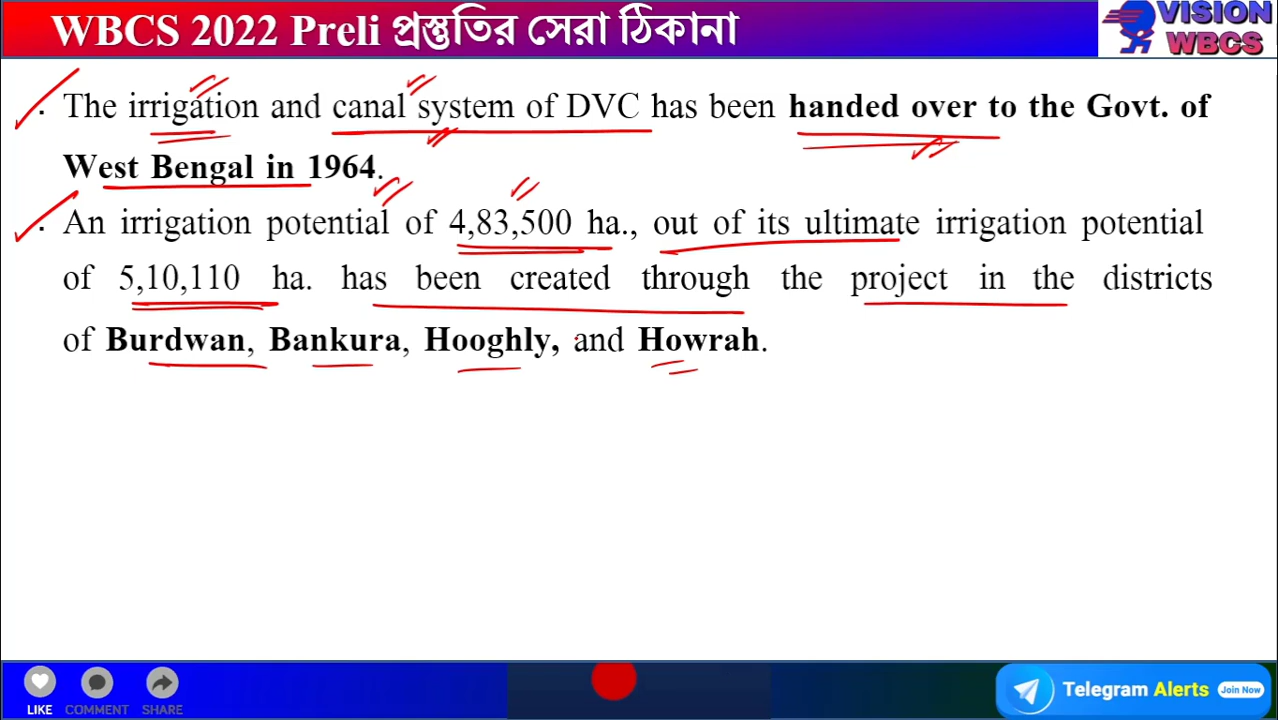 WBCS 2022 Preli প্রস্তুতির সেরা ঠিকানা
VISION
WBCS
The irrigation and canal system of DVC has been handed over to the Govt. of
West Bengal in 1964.
An irrigation potential of 4,83,500 ha., out of its ultimate irrigation potential
of 5,10,110 ha. has been created through the project in the districts
of Burdwan, Bankura, Hooghly, and Howrah.
LIKE COMMENT SHARE
Telegram Alerts Join Now